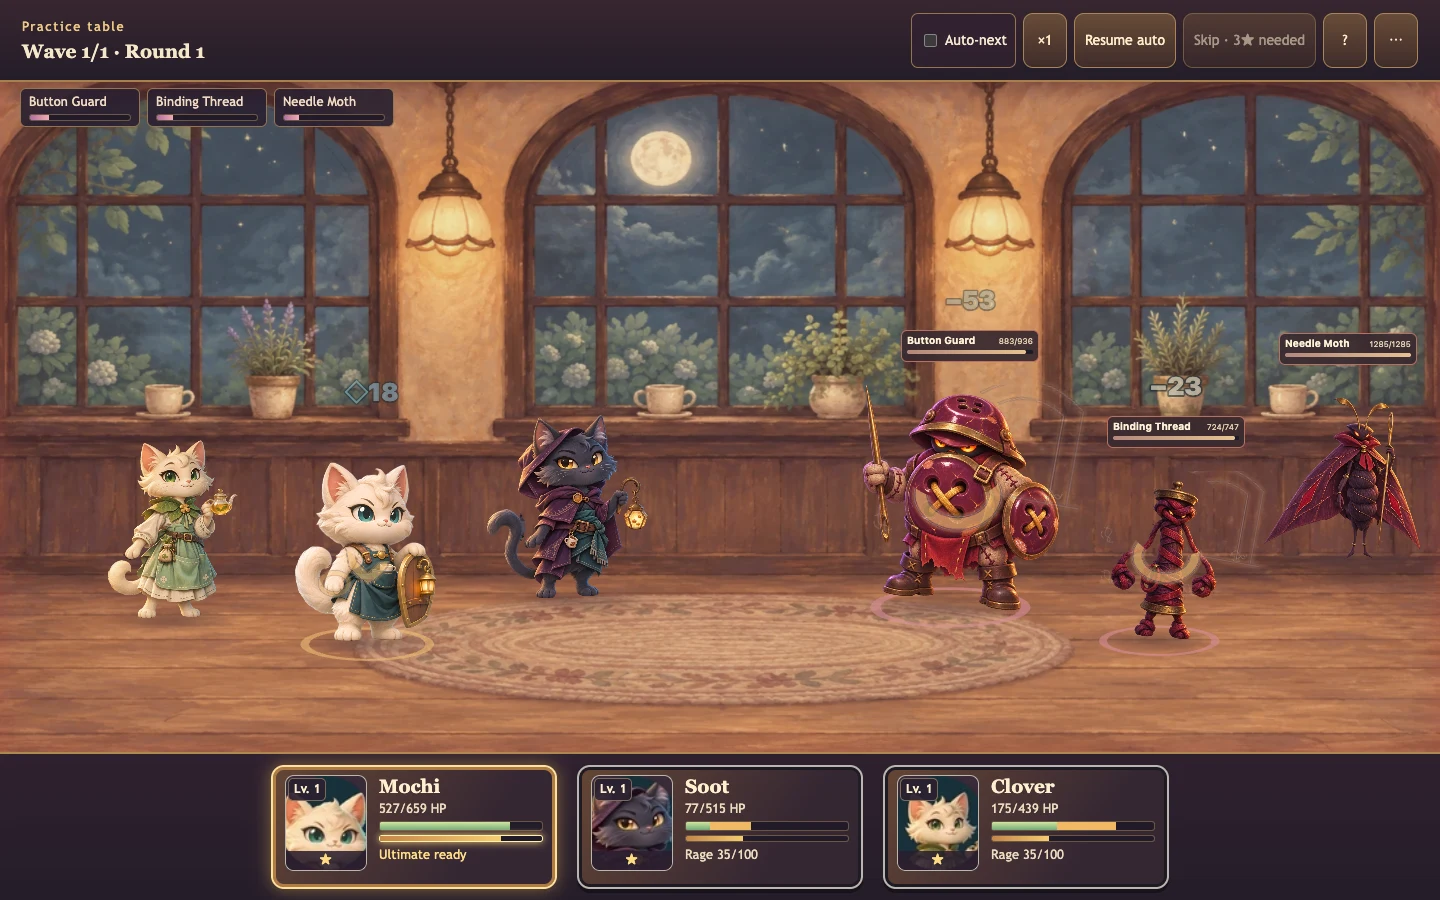 Practice table
Wave 1/1 · Round 1
Auto-next
×1
Resume auto
Skip · 3★ needed
?
···
Button Guard
Binding Thread
Needle Moth
−53
Button Guard 883/936
Needle Moth 1285/1285
◇18
−23
Binding Thread 724/747
Lv. 1
Mochi
527/659 HP
Ultimate ready
Lv. 1
Soot
77/515 HP
Rage 35/100
Lv. 1
Clover
175/439 HP
Rage 35/100